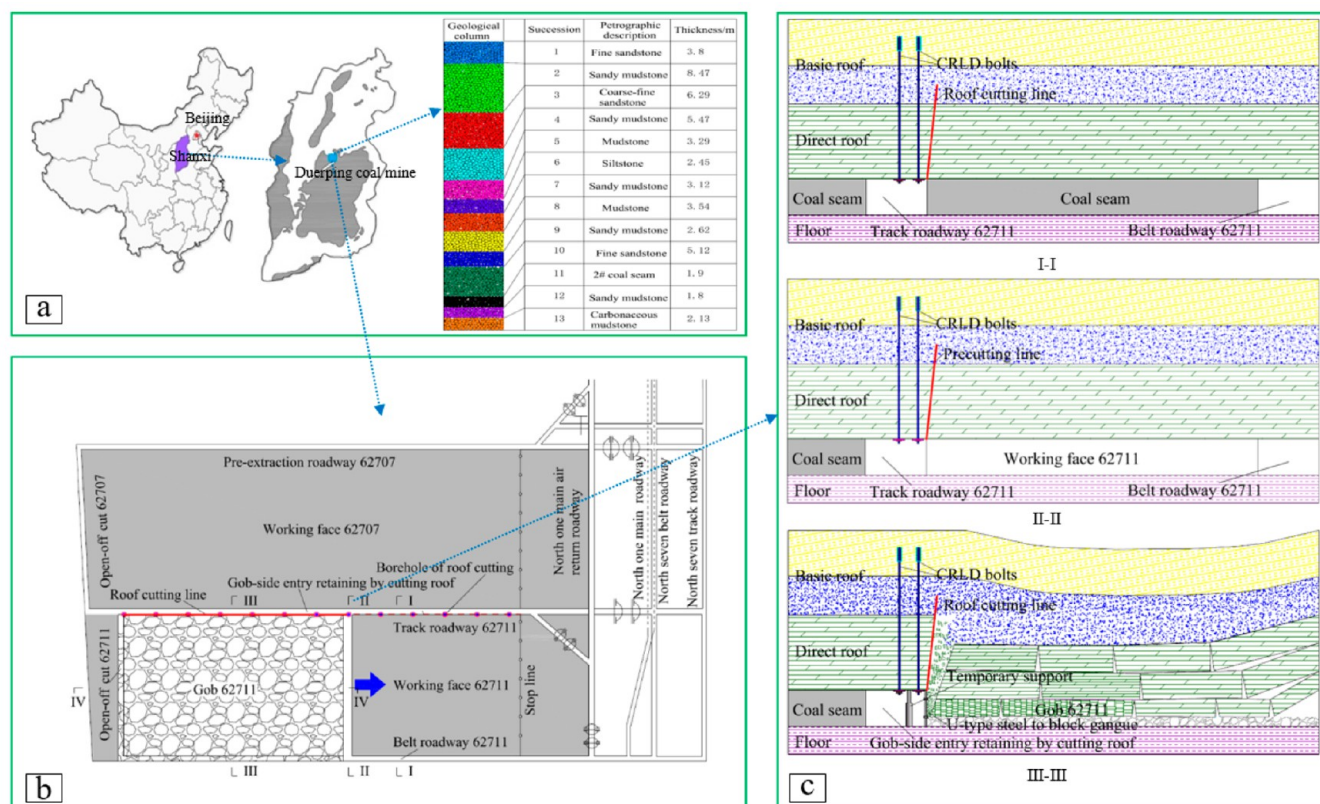 Beijing
Shanxi
Duerping coal mine
a
Geological column Succession Petrographic description Thickness/m
1 Fine sandstone 3.8
2 Sandy mudstone 8.47
3 Coarse-fine sandstone 6.29
4 Sandy mudstone 5.47
5 Mudstone 3.29
6 Siltstone 2.45
7 Sandy mudstone 3.12
8 Mudstone 3.54
9 Sandy mudstone 2.62
10 Fine sandstone 5.12
11 2# coal seam 1.9
12 Sandy mudstone 1.8
13 Carbonaceous mudstone 2.13
Pre-extraction roadway 62707
Open-off cut 62707
Working face 62707
North one main air
return roadway
North one main roadway
North seven belt roadway
North seven track roadway
Borehole of roof cutting
Gob-side entry retaining by cutting roof
Roof cutting line
III II I
Track roadway 62711
Open-off cut 62711
Gob 62711
IV IV
Working face 62711
Stop line
Belt roadway 62711
III II I
b
Basic roof
CRLD bolts
Roof cutting line
Direct roof
Coal seam
Coal seam
Floor
Track roadway 62711
Belt roadway 62711
I-I
Basic roof
CRLD bolts
Precutting line
Direct roof
Coal seam
Working face 62711
Floor
Track roadway 62711
Belt roadway 62711
II-II
Basic roof
CRLD bolts
Roof cutting line
Direct roof
Temporary support
Coal seam
Gob 62711
U-type steel to block gangue
Floor
Gob-side entry retaining by cutting roof
III-III
c